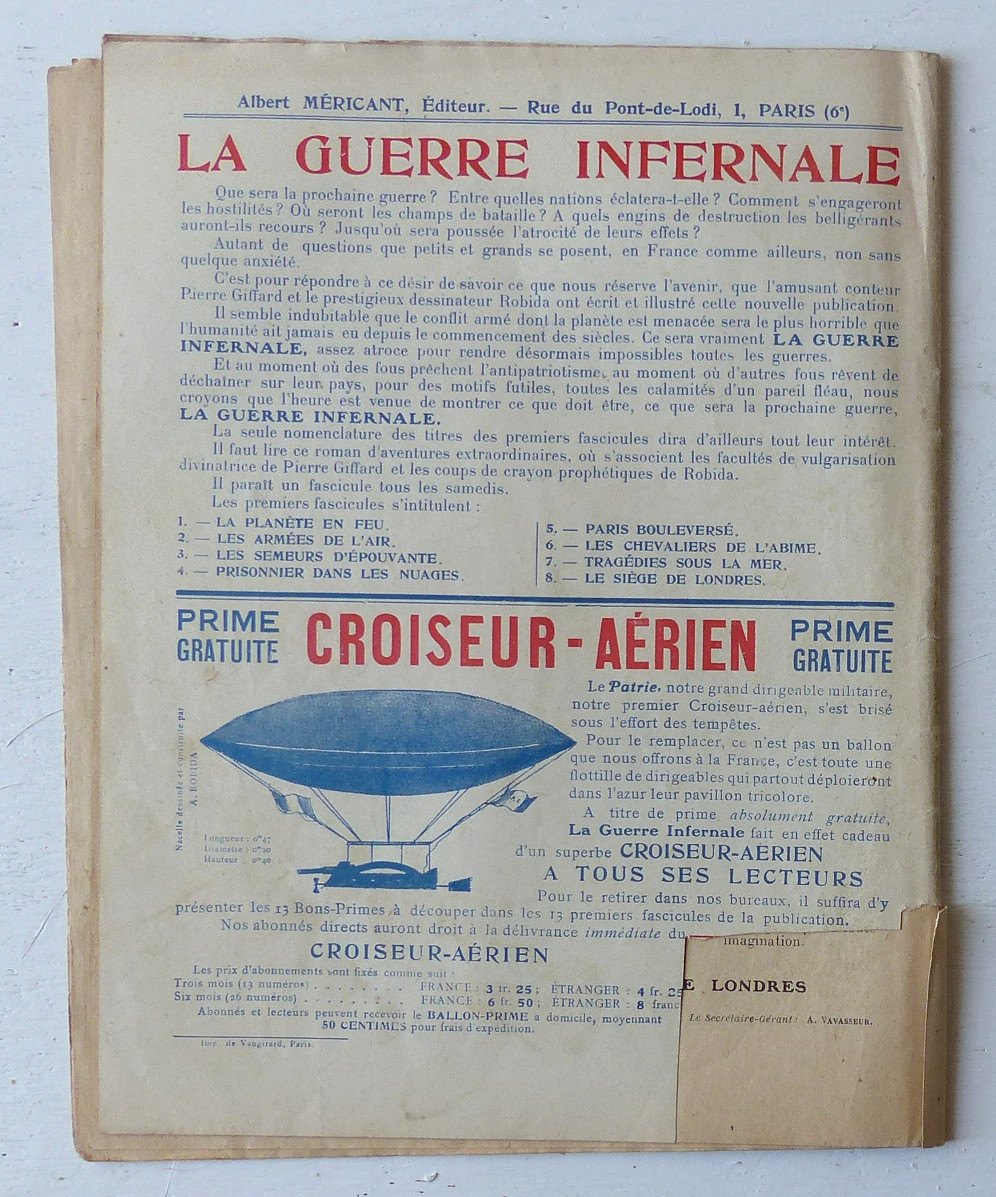 Albert MÉRICANT, Éditeur. — Rue du Pont-de-Lodi, 1, PARIS (6e)
LA GUERRE INFERNALE
Que sera la prochaine guerre ? Entre quelles nations éclatera-t-elle ? Comment s'engageront
les hostilités ? Où seront les champs de bataille ? A quels engins de destruction les belligérants
auront-ils recours ? Jusqu'où sera poussée l'atrocité de leurs effets ?
Autant de questions que petits et grands se posent, en France comme ailleurs, non sans
quelque anxiété.
C'est pour répondre à ce désir de savoir ce que nous réserve l'avenir, que l'amusant conteur
Pierre Giffard et le prestigieux dessinateur Robida ont écrit et illustré cette nouvelle publication.
Il semble indubitable que le conflit armé dont la planète est menacée sera le plus horrible que
l'humanité ait jamais eu depuis le commencement des siècles. Ce sera vraiment LA GUERRE
INFERNALE, assez atroce pour rendre désormais impossibles toutes les guerres.
Et au moment où des fous prêchent l'antipatriotisme, au moment où d'autres fous rêvent de
déchaîner sur leur pays, pour des motifs futiles, toutes les calamités d'un pareil fléau, nous
croyons que l'heure est venue de montrer ce que doit être, ce que sera la prochaine guerre,
LA GUERRE INFERNALE.
La seule nomenclature des titres des premiers fascicules dira d'ailleurs tout leur intérêt.
Il faut lire ce roman d'aventures extraordinaires, où s'associent les facultés de vulgarisation
divinatrice de Pierre Giffard et les coups de crayon prophétiques de Robida.
Il paraît un fascicule tous les samedis.
Les premiers fascicules s'intitulent :
1. — LA PLANÈTE EN FEU.
2. — LES ARMÉES DE L'AIR.
3. — LES SEMEURS D'ÉPOUVANTE.
4. — PRISONNIER DANS LES NUAGES.
5. — PARIS BOULEVERSÉ.
6. — LES CHEVALIERS DE L'ABIME.
7. — TRAGÉDIES SOUS LA MER.
8. — LE SIÈGE DE LONDRES.
PRIME
GRATUITE
CROISEUR-AÉRIEN
PRIME
GRATUITE
Nacelle dessinée et construite par
A. ROBIDA
Longueur : 0m47
Diamètre : 0m20
Hauteur : 0m40
Le Patrie, notre grand dirigeable militaire,
notre premier Croiseur-aérien, s'est brisé
sous l'effort des tempêtes.
Pour le remplacer, ce n'est pas un ballon
que nous offrons à la France, c'est toute une
flottille de dirigeables qui partout déploieront
dans l'azur leur pavillon tricolore.
A titre de prime absolument gratuite,
La Guerre Infernale fait en effet cadeau
d'un superbe CROISEUR-AÉRIEN
A TOUS SES LECTEURS
Pour le retirer dans nos bureaux, il suffira d'y
présenter les 13 Bons-Primes à découper dans les 13 premiers fascicules de la publication.
Nos abonnés directs auront droit à la délivrance immédiate du
CROISEUR-AÉRIEN
Les prix d'abonnements sont fixés comme suit :
Trois mois (13 numéros) . . . . . . . . FRANCE : 3 fr. 25 ; ÉTRANGER : 4 fr. 25
Six mois (26 numéros) . . . . . . . . . FRANCE : 6 fr. 50 ; ÉTRANGER : 8 franc
Abonnés et lecteurs peuvent recevoir le BALLON-PRIME à domicile, moyennant
50 CENTIMES pour frais d'expédition.
Imp. de Vaugirard, Paris.
imagination.
E LONDRES
Le Secrétaire-Gérant : A. VAVASSEUR.